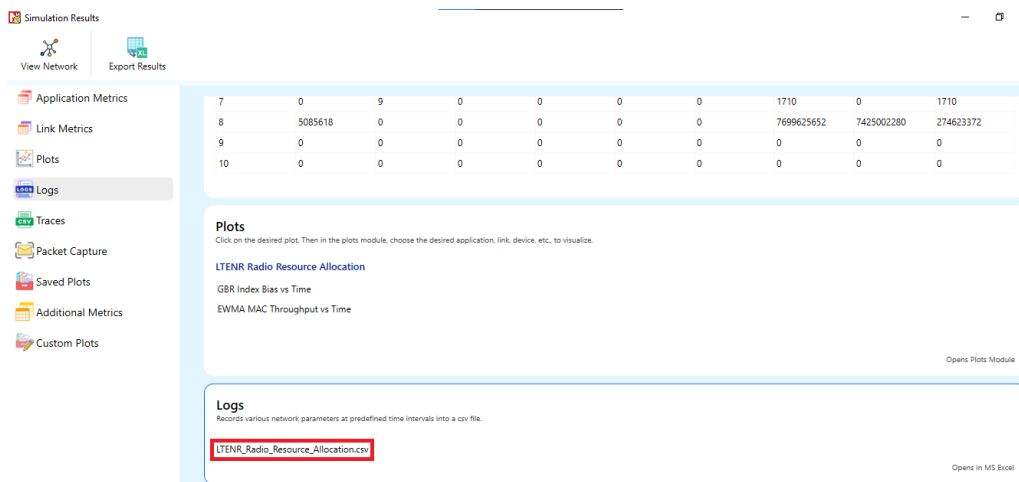 Simulation Results
View Network
Export Results
Application Metrics
Link Metrics
Plots
Logs
Traces
Packet Capture
Saved Plots
Additional Metrics
Custom Plots
7 0 9 0 0 0 0 1710 0 1710
8 5085618 0 0 0 0 0 7699625652 7425002280 274623372
9 0 0 0 0 0 0 0 0 0
10 0 0 0 0 0 0 0 0 0
Plots
Click on the desired plot. Then in the plots module, choose the desired application, link, device, etc., to visualize.
LTENR Radio Resource Allocation
GBR Index Bias vs Time
EWMA MAC Throughput vs Time
Opens Plots Module
Logs
Records various network parameters at predefined time intervals into a csv file.
LTENR_Radio_Resource_Allocation.csv
Opens in MS Excel